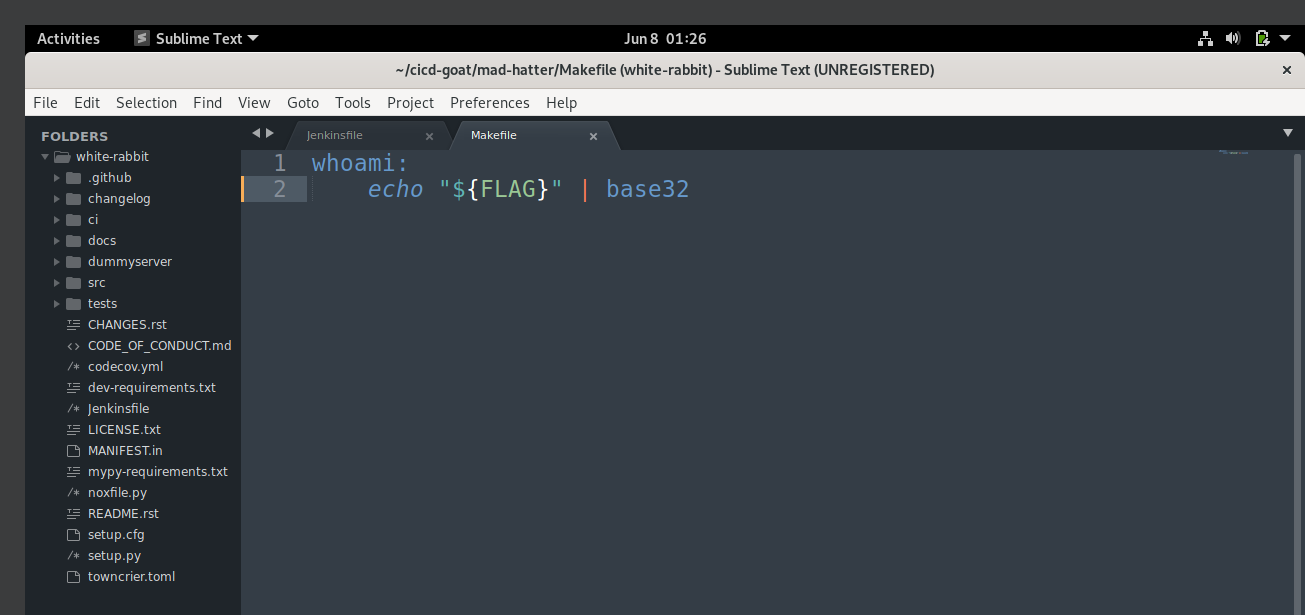 Activities Sublime Text Jun 8 01:26
~/cicd-goat/mad-hatter/Makefile (white-rabbit) - Sublime Text (UNREGISTERED)
File Edit Selection Find View Goto Tools Project Preferences Help
FOLDERS
white-rabbit
.github
changelog
ci
docs
dummyserver
src
tests
CHANGES.rst
CODE_OF_CONDUCT.md
codecov.yml
dev-requirements.txt
Jenkinsfile
LICENSE.txt
MANIFEST.in
mypy-requirements.txt
noxfile.py
README.rst
setup.cfg
setup.py
towncrier.toml
Jenkinsfile Makefile
1 whoami:
2 echo "${FLAG}" | base32